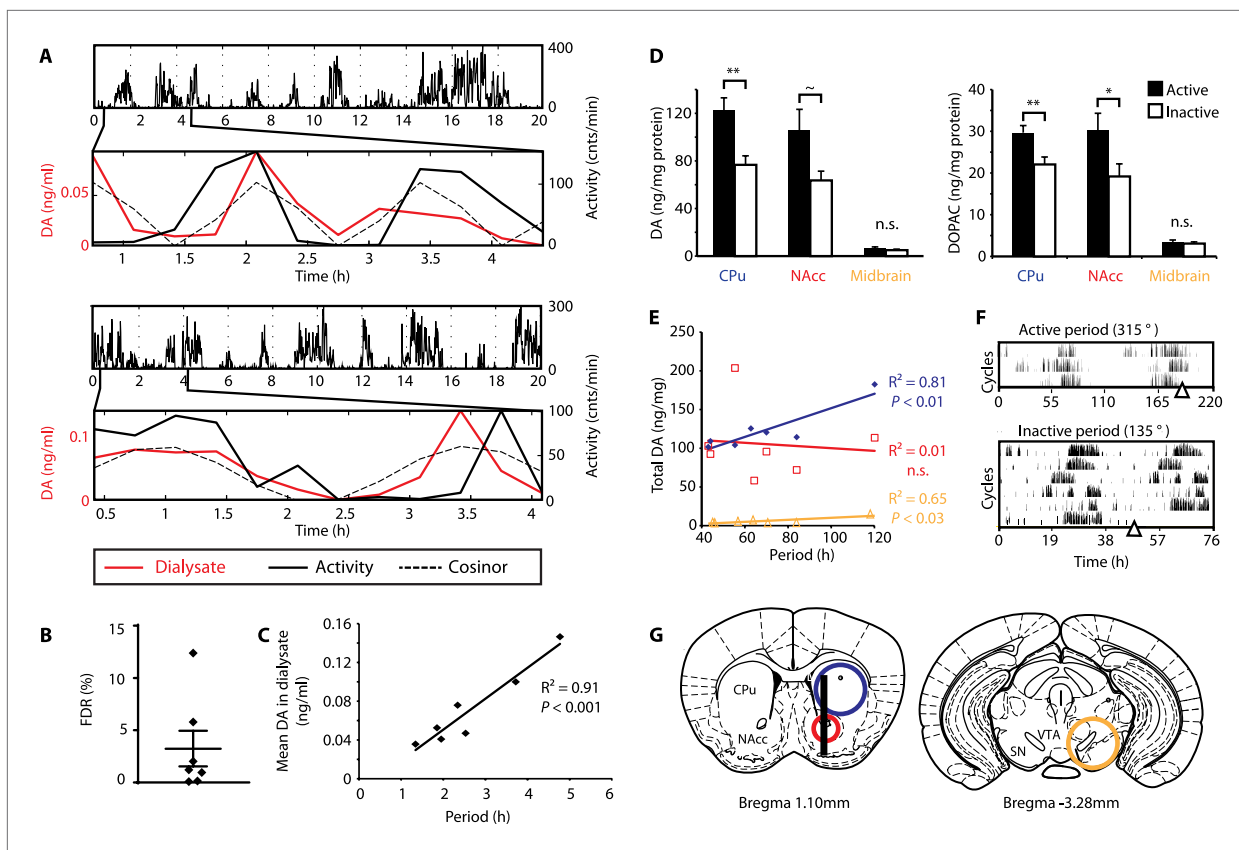 A
400
0
0 2 4 6 8 10 12 14 16 18 20
DA (ng/ml)
0.05
0
100
0
Activity (cnts/min)
1 1.5 2 2.5 3 3.5 4
Time (h)
300
0
0 2 4 6 8 10 12 14 16 18 20
DA (ng/ml)
0.1
0
100
50
0
Activity (cnts/min)
0.5 1 1.5 2 2.5 3 3.5 4
Time (h)
Dialysate Activity Cosinor
B
FDR (%)
15
10
5
0
C
Mean DA in dialysate
(ng/ml)
0.16
0.12
0.08
0.04
0 1 2 3 4 5 6
Period (h)
R² = 0.91
P < 0.001
D
DA (ng/mg protein)
120
80
40
0
** ~ n.s.
CPu NAcc Midbrain
DOPAC (ng/mg protein)
40
30
20
10
0
** * n.s.
CPu NAcc Midbrain
Active
Inactive
E
Total DA (ng/mg)
250
200
150
100
50
0
40 60 80 100 120
Period (h)
R² = 0.81
P < 0.01
R² = 0.01
n.s.
R² = 0.65
P < 0.03
F
Active period (315 °)
Cycles
0 55 110 165 220
Inactive period (135 °)
Cycles
0 19 38 57 76
Time (h)
G
CPu
NAcc
Bregma 1.10mm
VTA
SN
Bregma -3.28mm